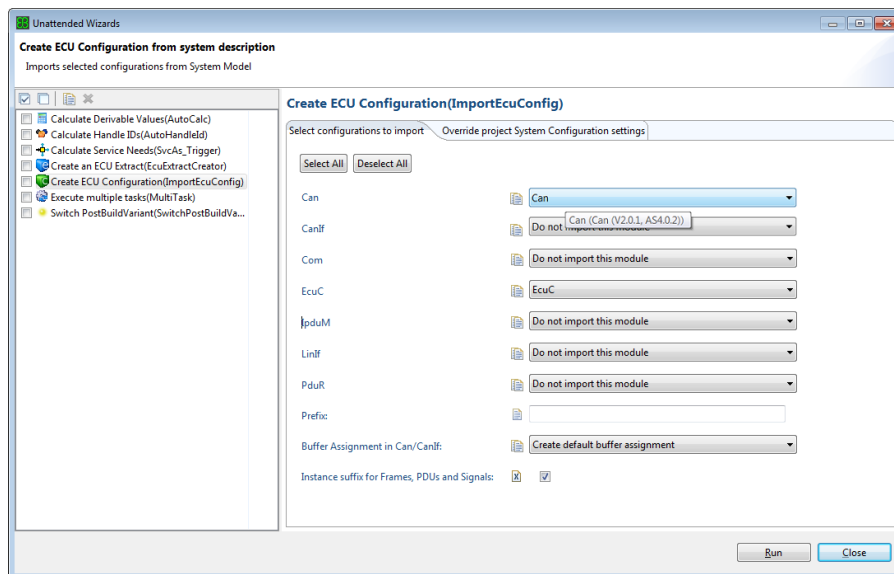 Unattended Wizards
Create ECU Configuration from system description
Imports selected configurations from System Model
Calculate Derivable Values(AutoCalc)
Calculate Handle IDs(AutoHandleId)
Calculate Service Needs(SvcAs_Trigger)
Create an ECU Extract(EcuExtractCreator)
Create ECU Configuration(ImportEcuConfig)
Execute multiple tasks(MultiTask)
Switch PostBuildVariant(SwitchPostBuildVa...
Create ECU Configuration(ImportEcuConfig)
Select configurations to import Override project System Configuration settings
Select All Deselect All
Can Can
Can (Can (V2.0.1, AS4.0.2))
CanIf Do not import this module
Com Do not import this module
EcuC EcuC
IpduM Do not import this module
LinIf Do not import this module
PduR Do not import this module
Prefix:
Buffer Assignment in Can/CanIf: Create default buffer assignment
Instance suffix for Frames, PDUs and Signals:
Run Close